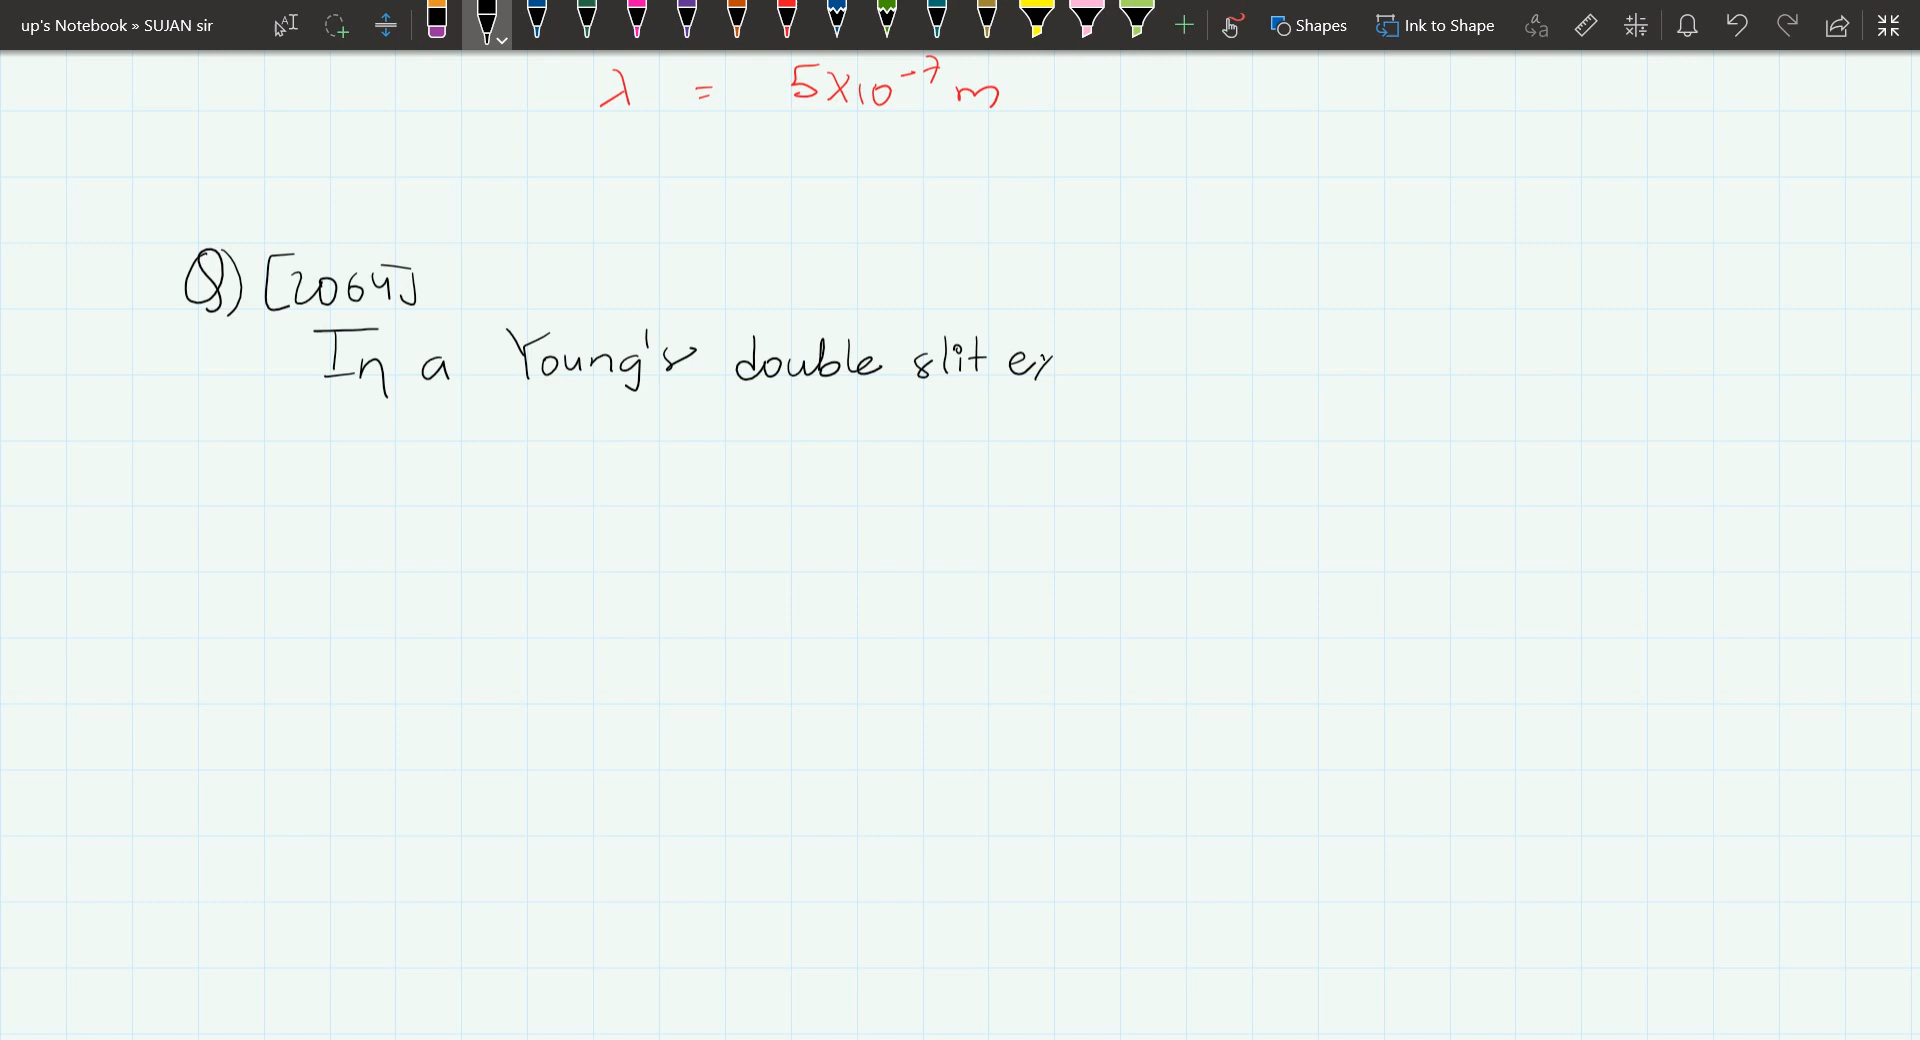 up's Notebook » SUJAN sir Shapes Ink to Shape
λ = 5×10⁻⁷ m
Q) [2064]
In a Young's double slit ex